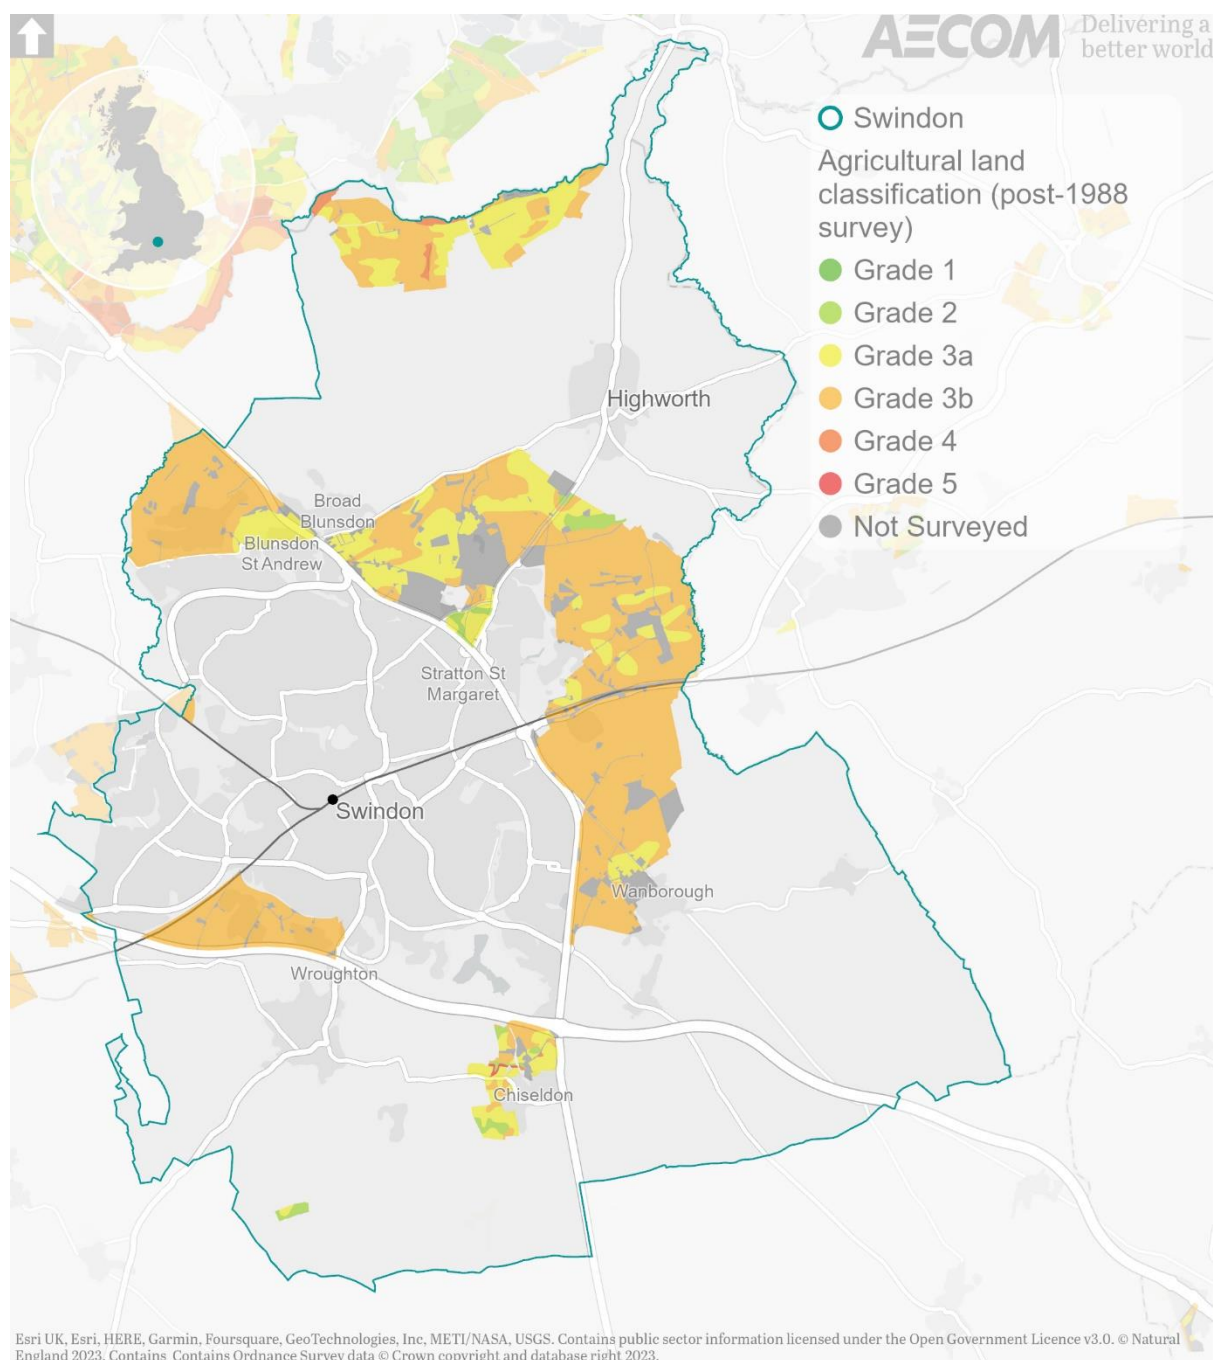 AECOM
Delivering a
better world
Swindon
Agricultural land
classification (post-1988
survey)
Grade 1
Grade 2
Grade 3a
Grade 3b
Grade 4
Grade 5
Not Surveyed
Highworth
Broad
Blunsdon
Blunsdon
St Andrew
Stratton St
Margaret
Swindon
Wanborough
Wroughton
Chiseldon
Esri UK, Esri, HERE, Garmin, Foursquare, GeoTechnologies, Inc, METI/NASA, USGS. Contains public sector information licensed under the Open Government Licence v3.0. © Natural
England 2023. Contains Contains Ordnance Survey data © Crown copyright and database right 2023.